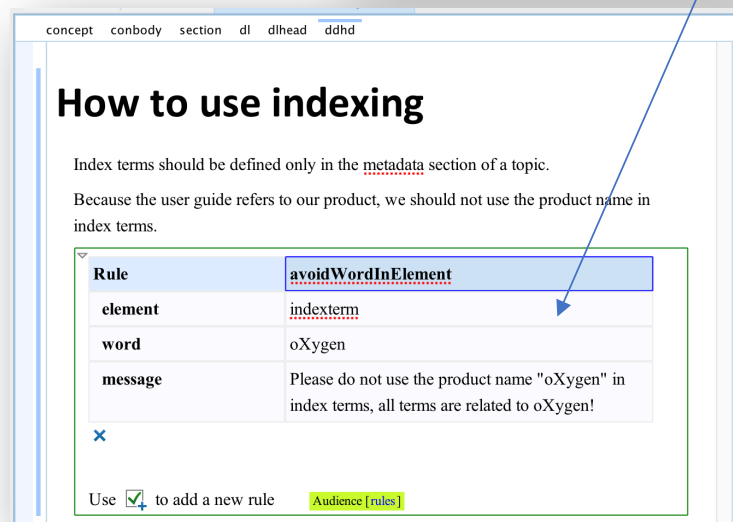 concept conbody section dl dlhead ddhd
How to use indexing
Index terms should be defined only in the metadata section of a topic.
Because the user guide refers to our product, we should not use the product name in
index terms.
Rule avoidWordInElement
element indexterm
word oXygen
message Please do not use the product name "oXygen" in
index terms, all terms are related to oXygen!
Use to add a new rule Audience [rules]